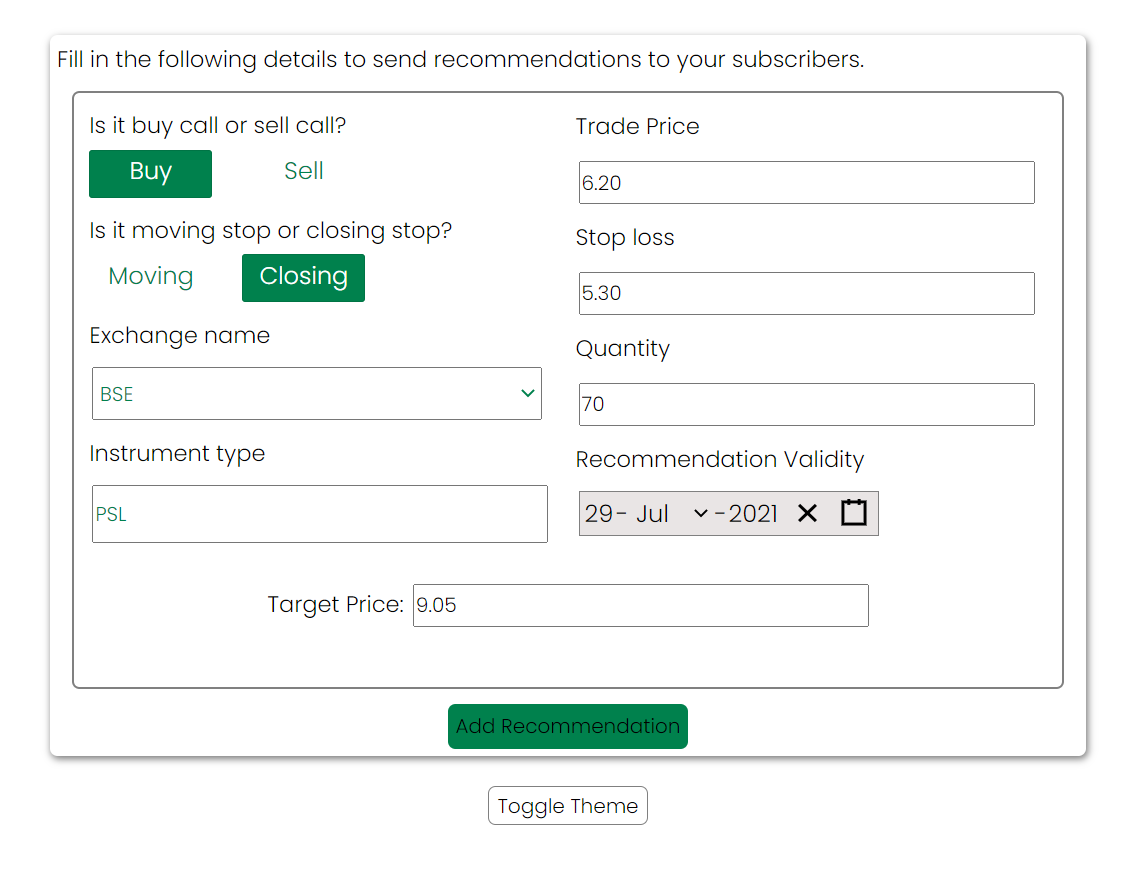 Fill in the following details to send recommendations to your subscribers.
Is it buy call or sell call?
Buy Sell
Is it moving stop or closing stop?
Moving Closing
Exchange name
BSE
Instrument type
PSL
Trade Price
6.20
Stop loss
5.30
Quantity
70
Recommendation Validity
29- Jul -2021
Target Price: 9.05
Add Recommendation
Toggle Theme